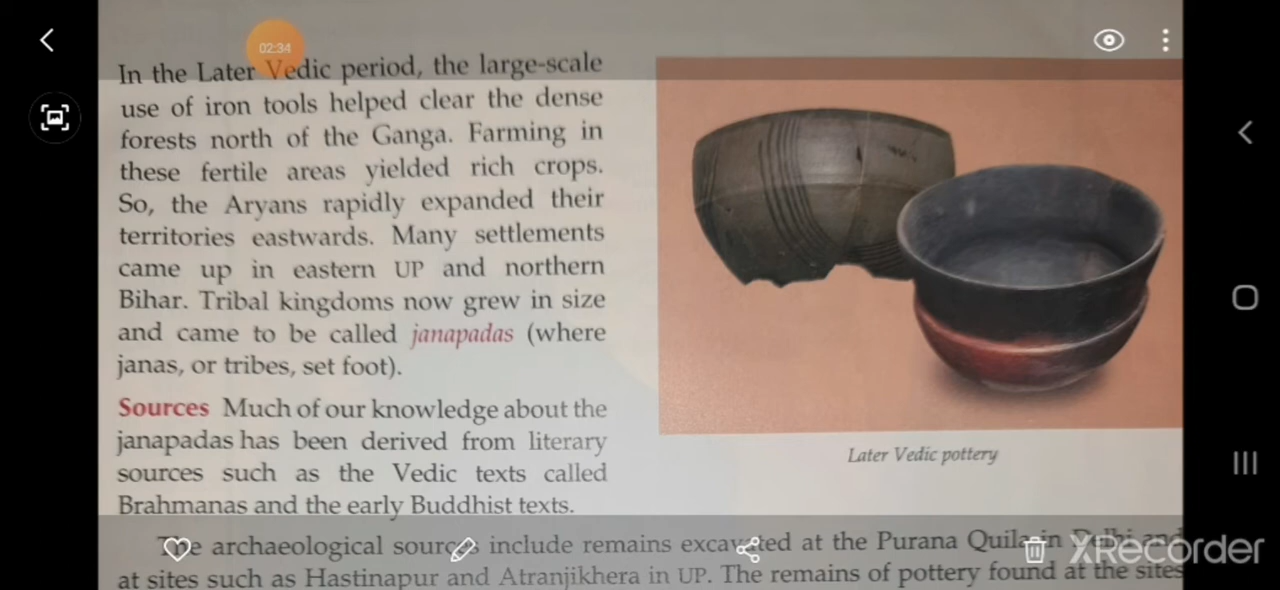 02:34
In the Later Vedic period, the large-scale
use of iron tools helped clear the dense
forests north of the Ganga. Farming in
these fertile areas yielded rich crops.
So, the Aryans rapidly expanded their
territories eastwards. Many settlements
came up in eastern UP and northern
Bihar. Tribal kingdoms now grew in size
and came to be called janapadas (where
janas, or tribes, set foot).
Sources Much of our knowledge about the
janapadas has been derived from literary
sources such as the Vedic texts called
Brahmanas and the early Buddhist texts.
Later Vedic pottery
The archaeological sources include remains excavated at the Purana Quila in Delhi and
at sites such as Hastinapur and Atranjikhera in UP. The remains of pottery found at the sites
XRecorder